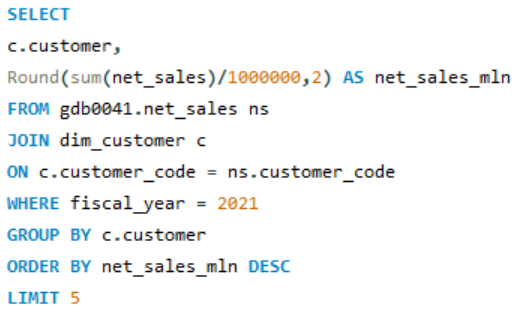 SELECT
c.customer,
Round(sum(net_sales)/1000000,2) AS net_sales_mln
FROM gdb0041.net_sales ns
JOIN dim_customer c
ON c.customer_code = ns.customer_code
WHERE fiscal_year = 2021
GROUP BY c.customer
ORDER BY net_sales_mln DESC
LIMIT 5